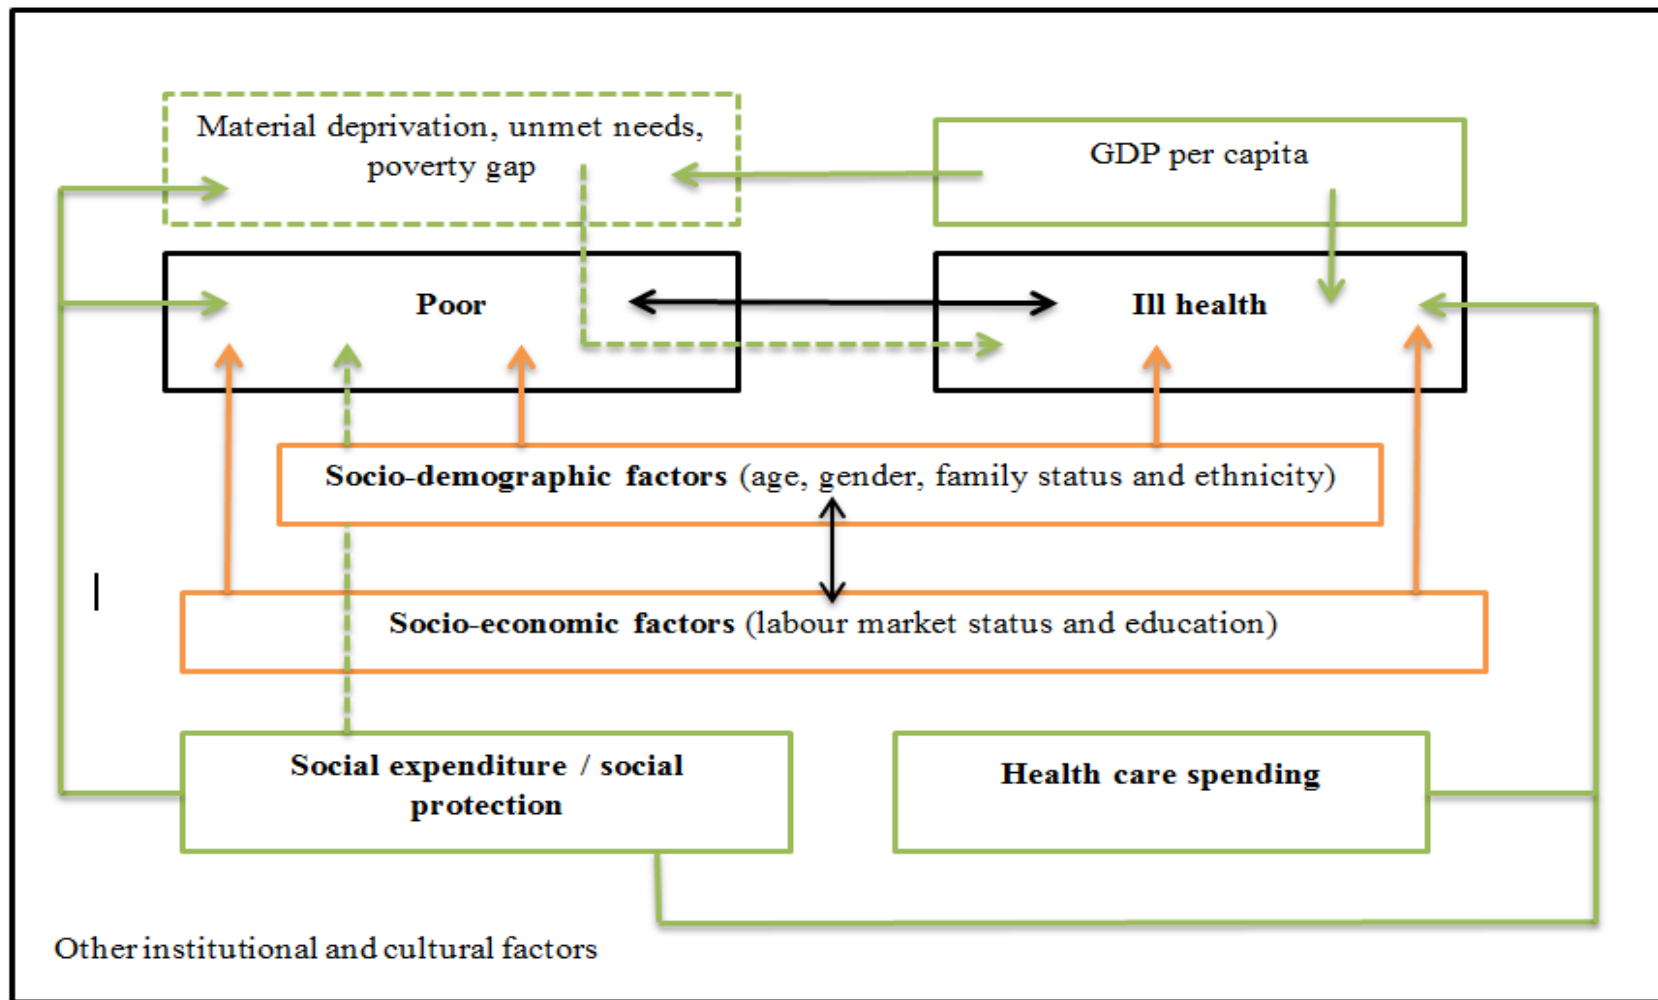 Material deprivation, unmet needs,
poverty gap
GDP per capita
Poor
Ill health
Socio-demographic factors (age, gender, family status and ethnicity)
Socio-economic factors (labour market status and education)
Social expenditure / social
protection
Health care spending
Other institutional and cultural factors